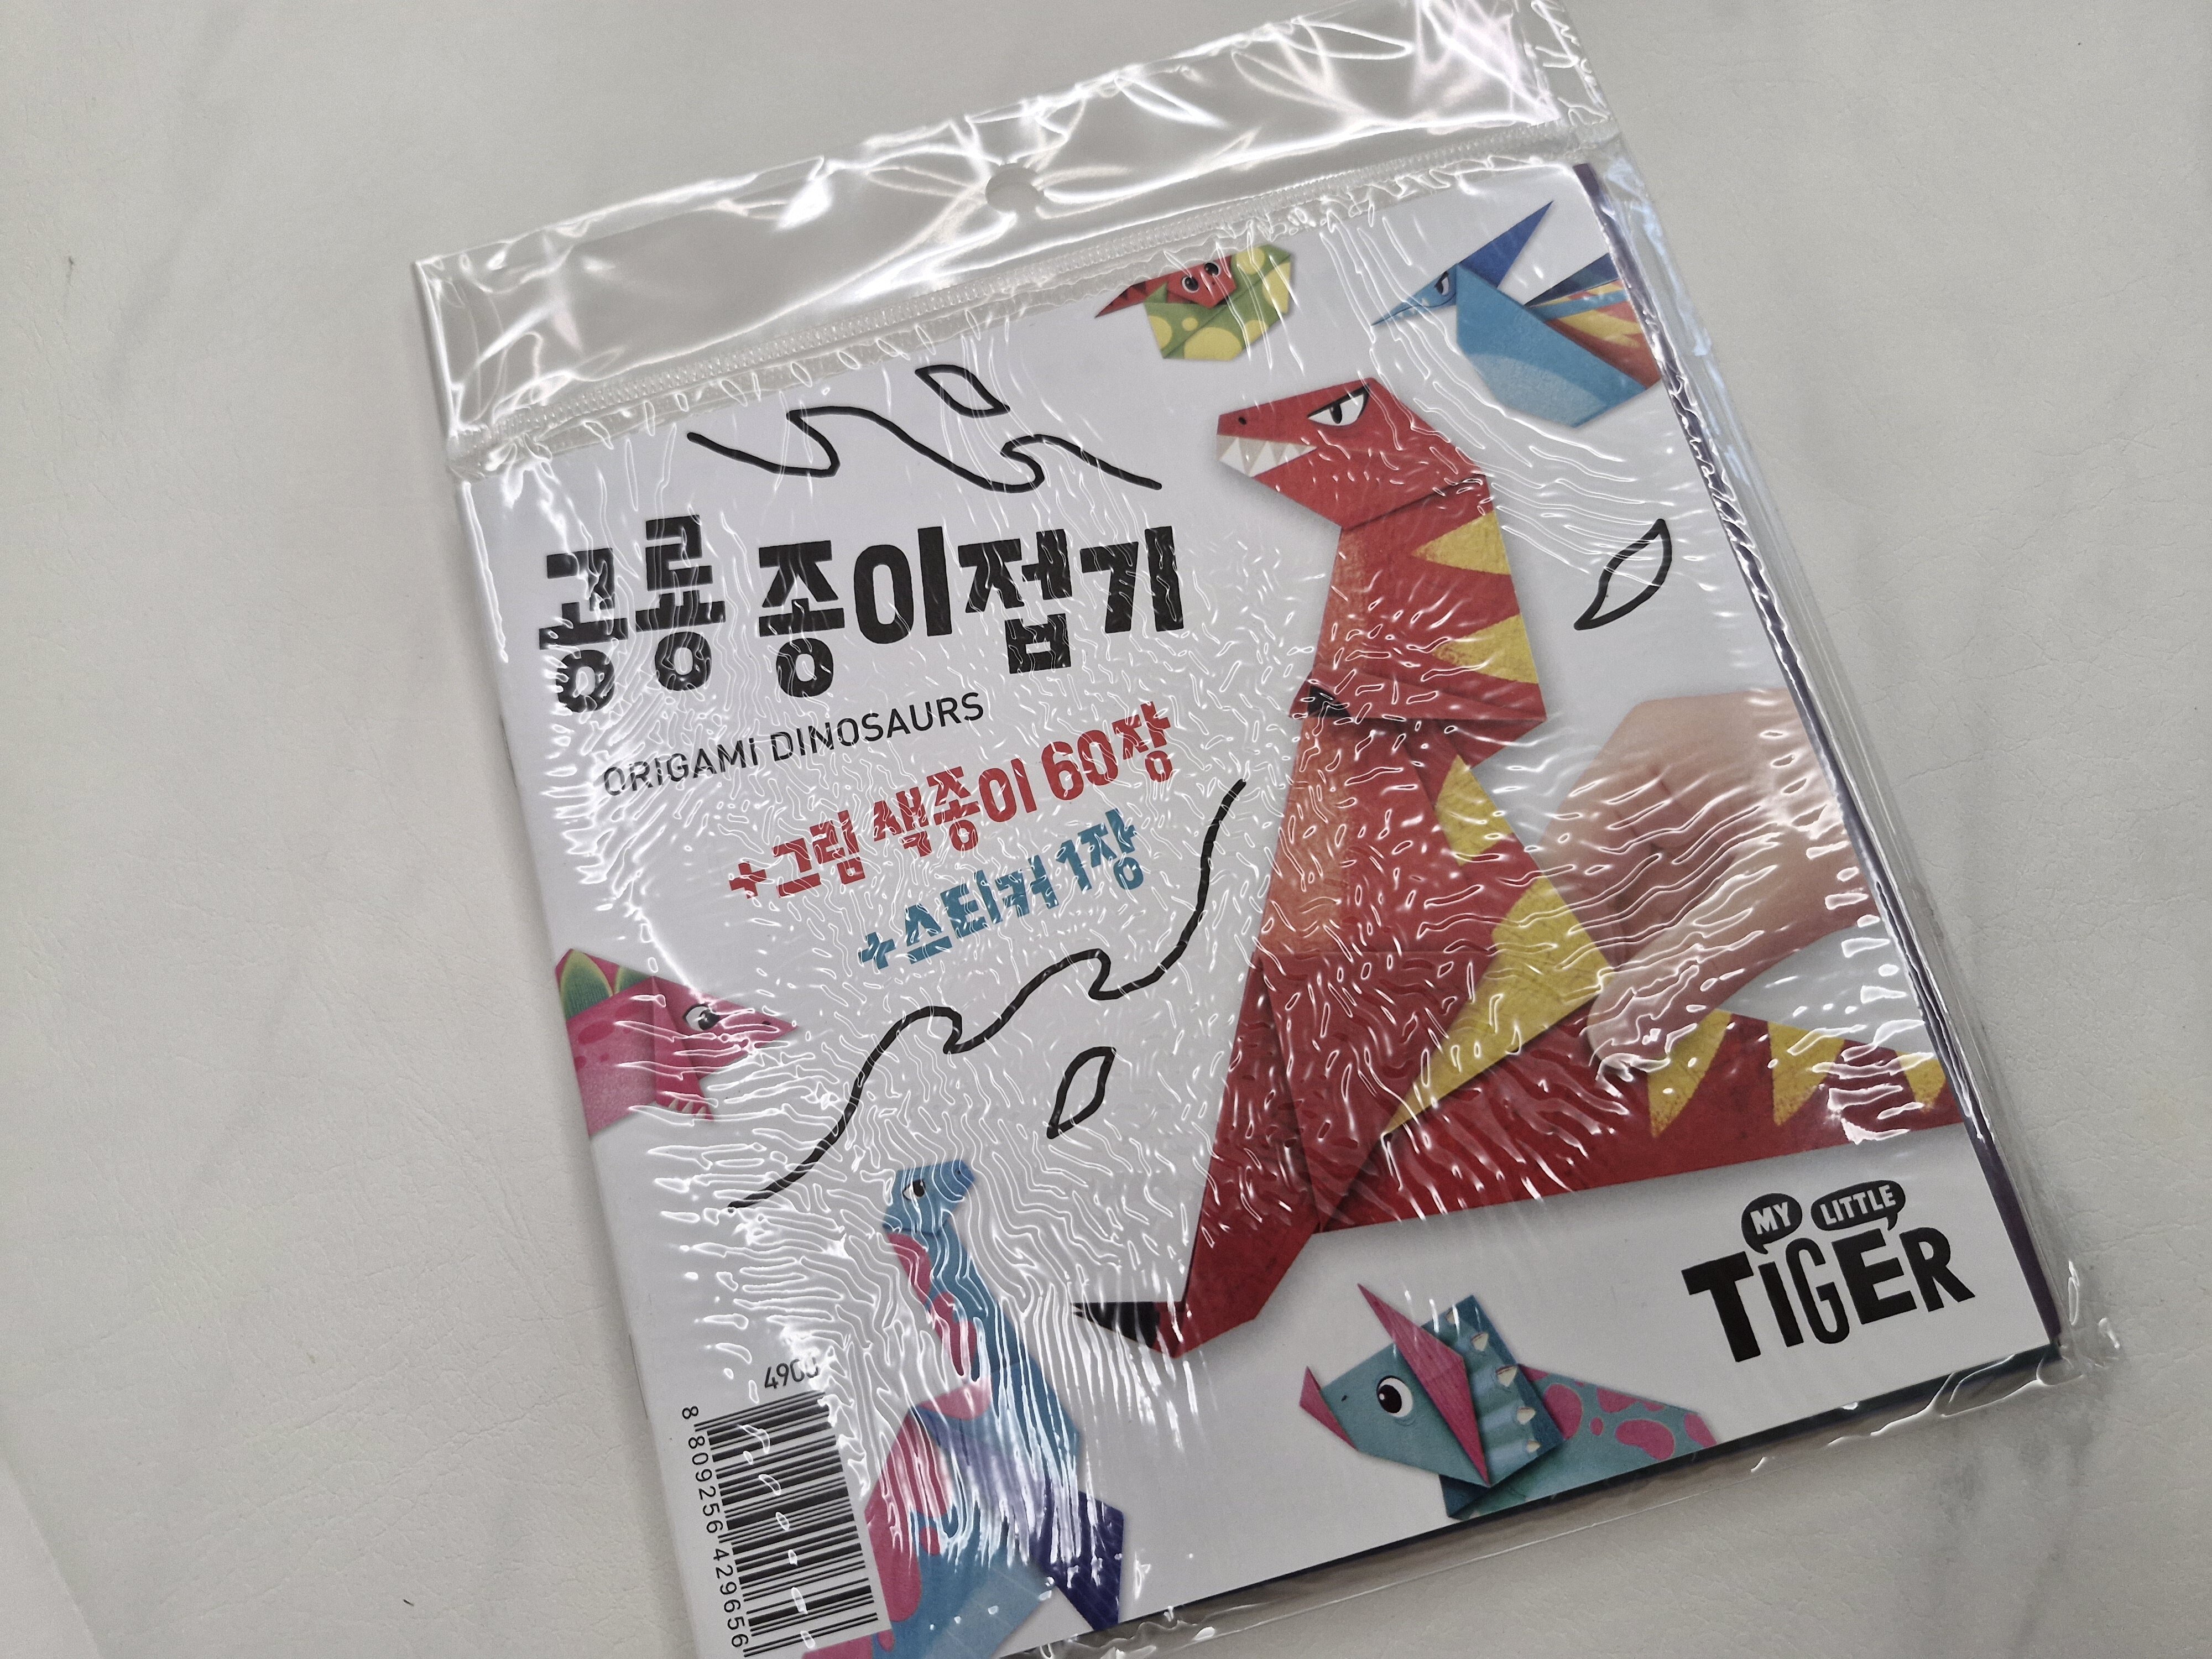 공룡 종이접기
ORIGAMI DINOSAURS
+그림 색종이 60장
+스티커 1장
MY LITTLE
TIGER
4900
8 809256 429656